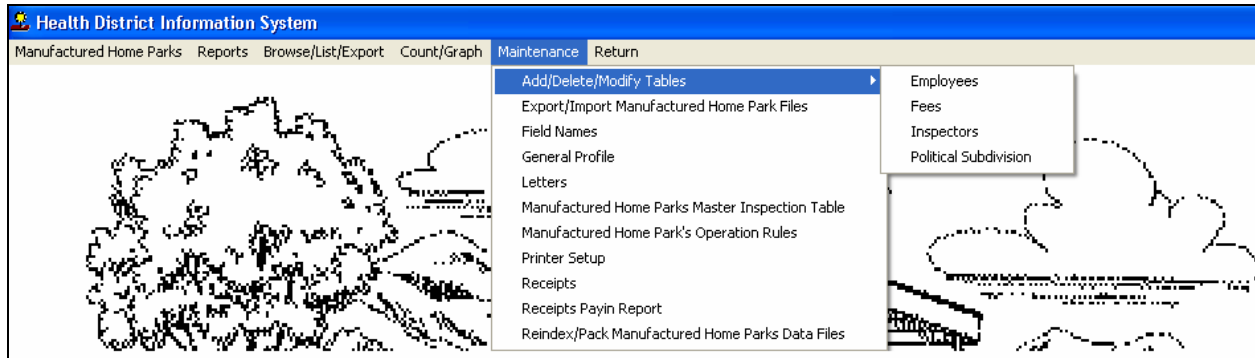 Health District Information System
Manufactured Home Parks Reports Browse/List/Export Count/Graph Maintenance Return
Add/Delete/Modify Tables
Export/Import Manufactured Home Park Files
Field Names
General Profile
Letters
Manufactured Home Parks Master Inspection Table
Manufactured Home Park's Operation Rules
Printer Setup
Receipts
Receipts Payin Report
Reindex/Pack Manufactured Home Parks Data Files
Employees
Fees
Inspectors
Political Subdivision